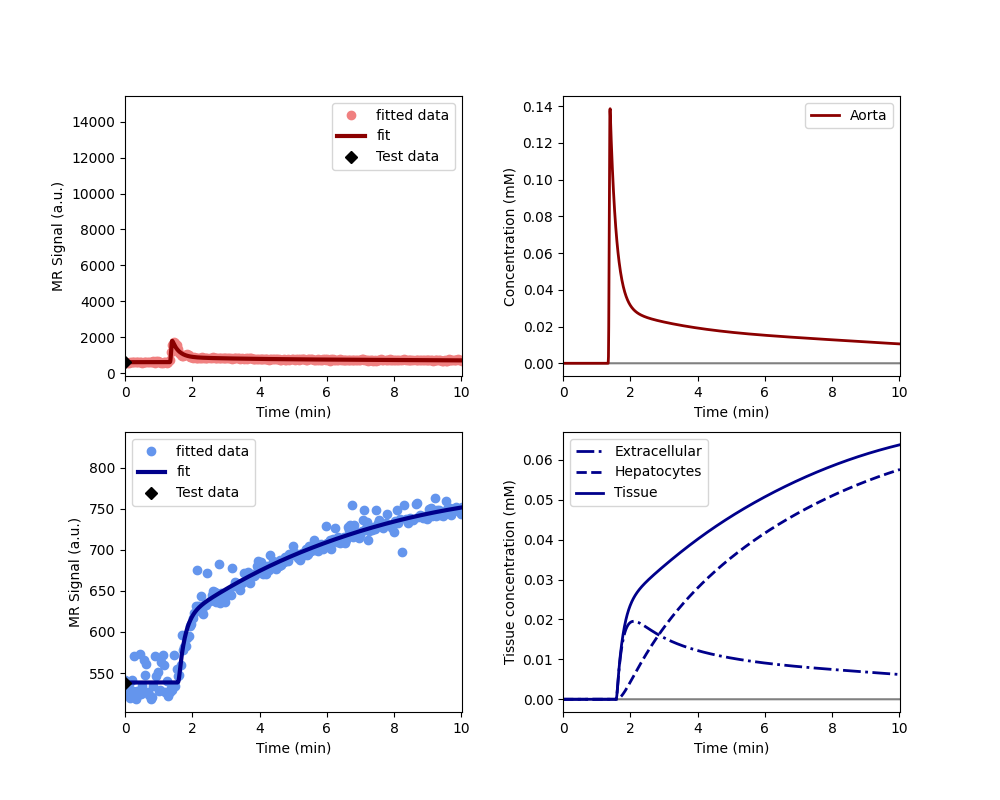 14000
12000
10000
8000
6000
4000
2000
0
MR Signal (a.u.)
fitted data
fit
Test data
0 2 4 6 8 10
Time (min)
0.14
0.12
0.10
0.08
0.06
0.04
0.02
0.00
Concentration (mM)
Aorta
0 2 4 6 8 10
Time (min)
800
750
700
650
600
550
MR Signal (a.u.)
fitted data
fit
Test data
0 2 4 6 8 10
Time (min)
0.06
0.05
0.04
0.03
0.02
0.01
0.00
Tissue concentration (mM)
Extracellular
Hepatocytes
Tissue
0 2 4 6 8 10
Time (min)